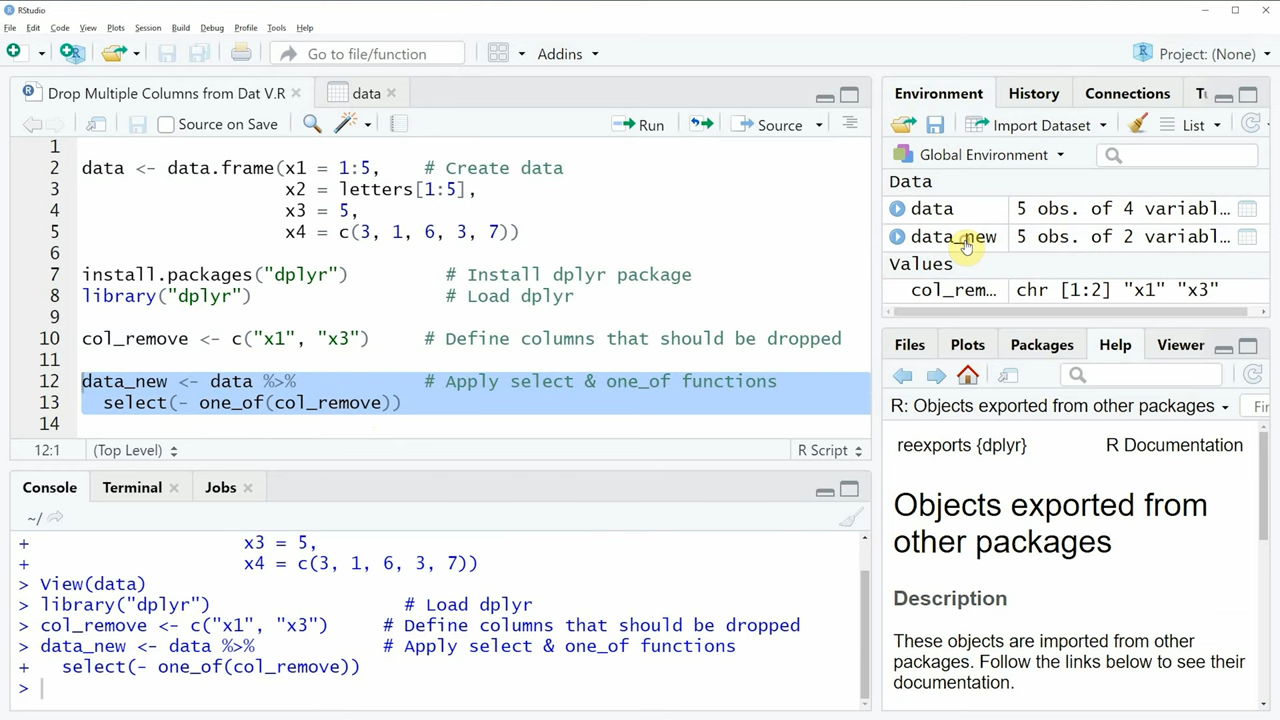 RStudio
File Edit Code View Plots Session Build Debug Profile Tools Help
Go to file/function
Addins
Project: (None)
Drop Multiple Columns from Dat V.R
data
Source on Save
Run
Source
1
2 data <- data.frame(x1 = 1:5, # Create data
3 x2 = letters[1:5],
4 x3 = 5,
5 x4 = c(3, 1, 6, 3, 7))
6
7 install.packages("dplyr") # Install dplyr package
8 library("dplyr") # Load dplyr
9
10 col_remove <- c("x1", "x3") # Define columns that should be dropped
11
12 data_new <- data %>% # Apply select & one_of functions
13 select(- one_of(col_remove))
14
12:1 (Top Level) R Script
Console Terminal Jobs
~/
+ x3 = 5,
+ x4 = c(3, 1, 6, 3, 7))
> View(data)
> library("dplyr") # Load dplyr
> col_remove <- c("x1", "x3") # Define columns that should be dropped
> data_new <- data %>% # Apply select & one_of functions
+ select(- one_of(col_remove))
>
Environment History Connections
Import Dataset List
Global Environment
Data
data 5 obs. of 4 variabl…
data_new 5 obs. of 2 variabl…
Values
col_rem… chr [1:2] "x1" "x3"
Files Plots Packages Help Viewer
R: Objects exported from other packages
reexports {dplyr} R Documentation
Objects exported from
other packages
Description
These objects are imported from other
packages. Follow the links below to see their
documentation.